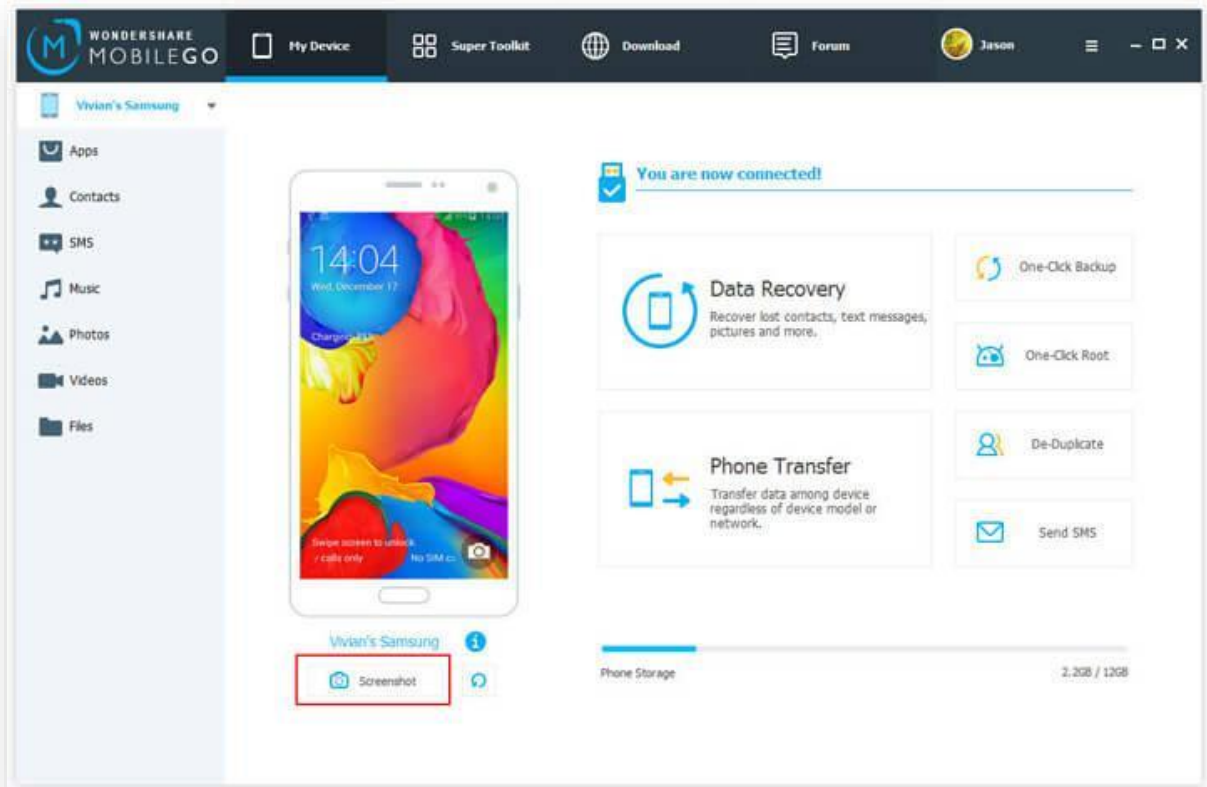 WONDERSHARE
MOBILEGO
My Device
Super Toolkit
Download
Forum
Jason
Vivian's Samsung
Apps
Contacts
SMS
Music
Photos
Videos
Files
14:04
Wed, December 17
Charging
Swipe screen to unlock
calls only
No SIM
Vivian's Samsung
Screenshot
You are now connected!
Data Recovery
Recover lost contacts, text messages,
pictures and more.
Phone Transfer
Transfer data among device
regardless of device model or
network.
One-Click Backup
One-Click Root
De-Duplicate
Send SMS
Phone Storage
2.2GB / 12GB